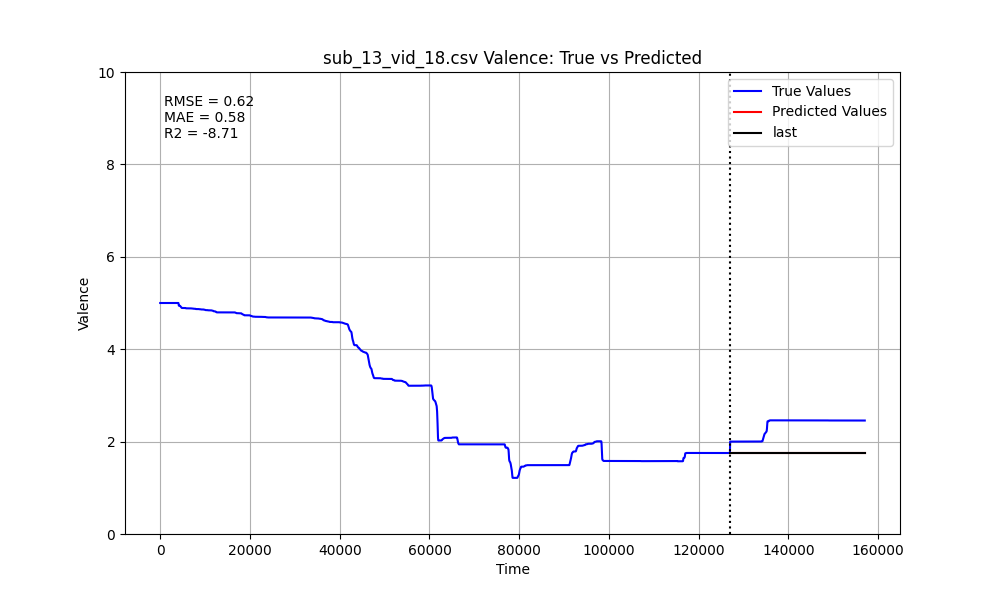 sub_13_vid_18.csv Valence: True vs Predicted
RMSE = 0.62
MAE = 0.58
R2 = -8.71
True Values
Predicted Values
last
Valence
10
8
6
4
2
0
0 20000 40000 60000 80000 100000 120000 140000 160000
Time